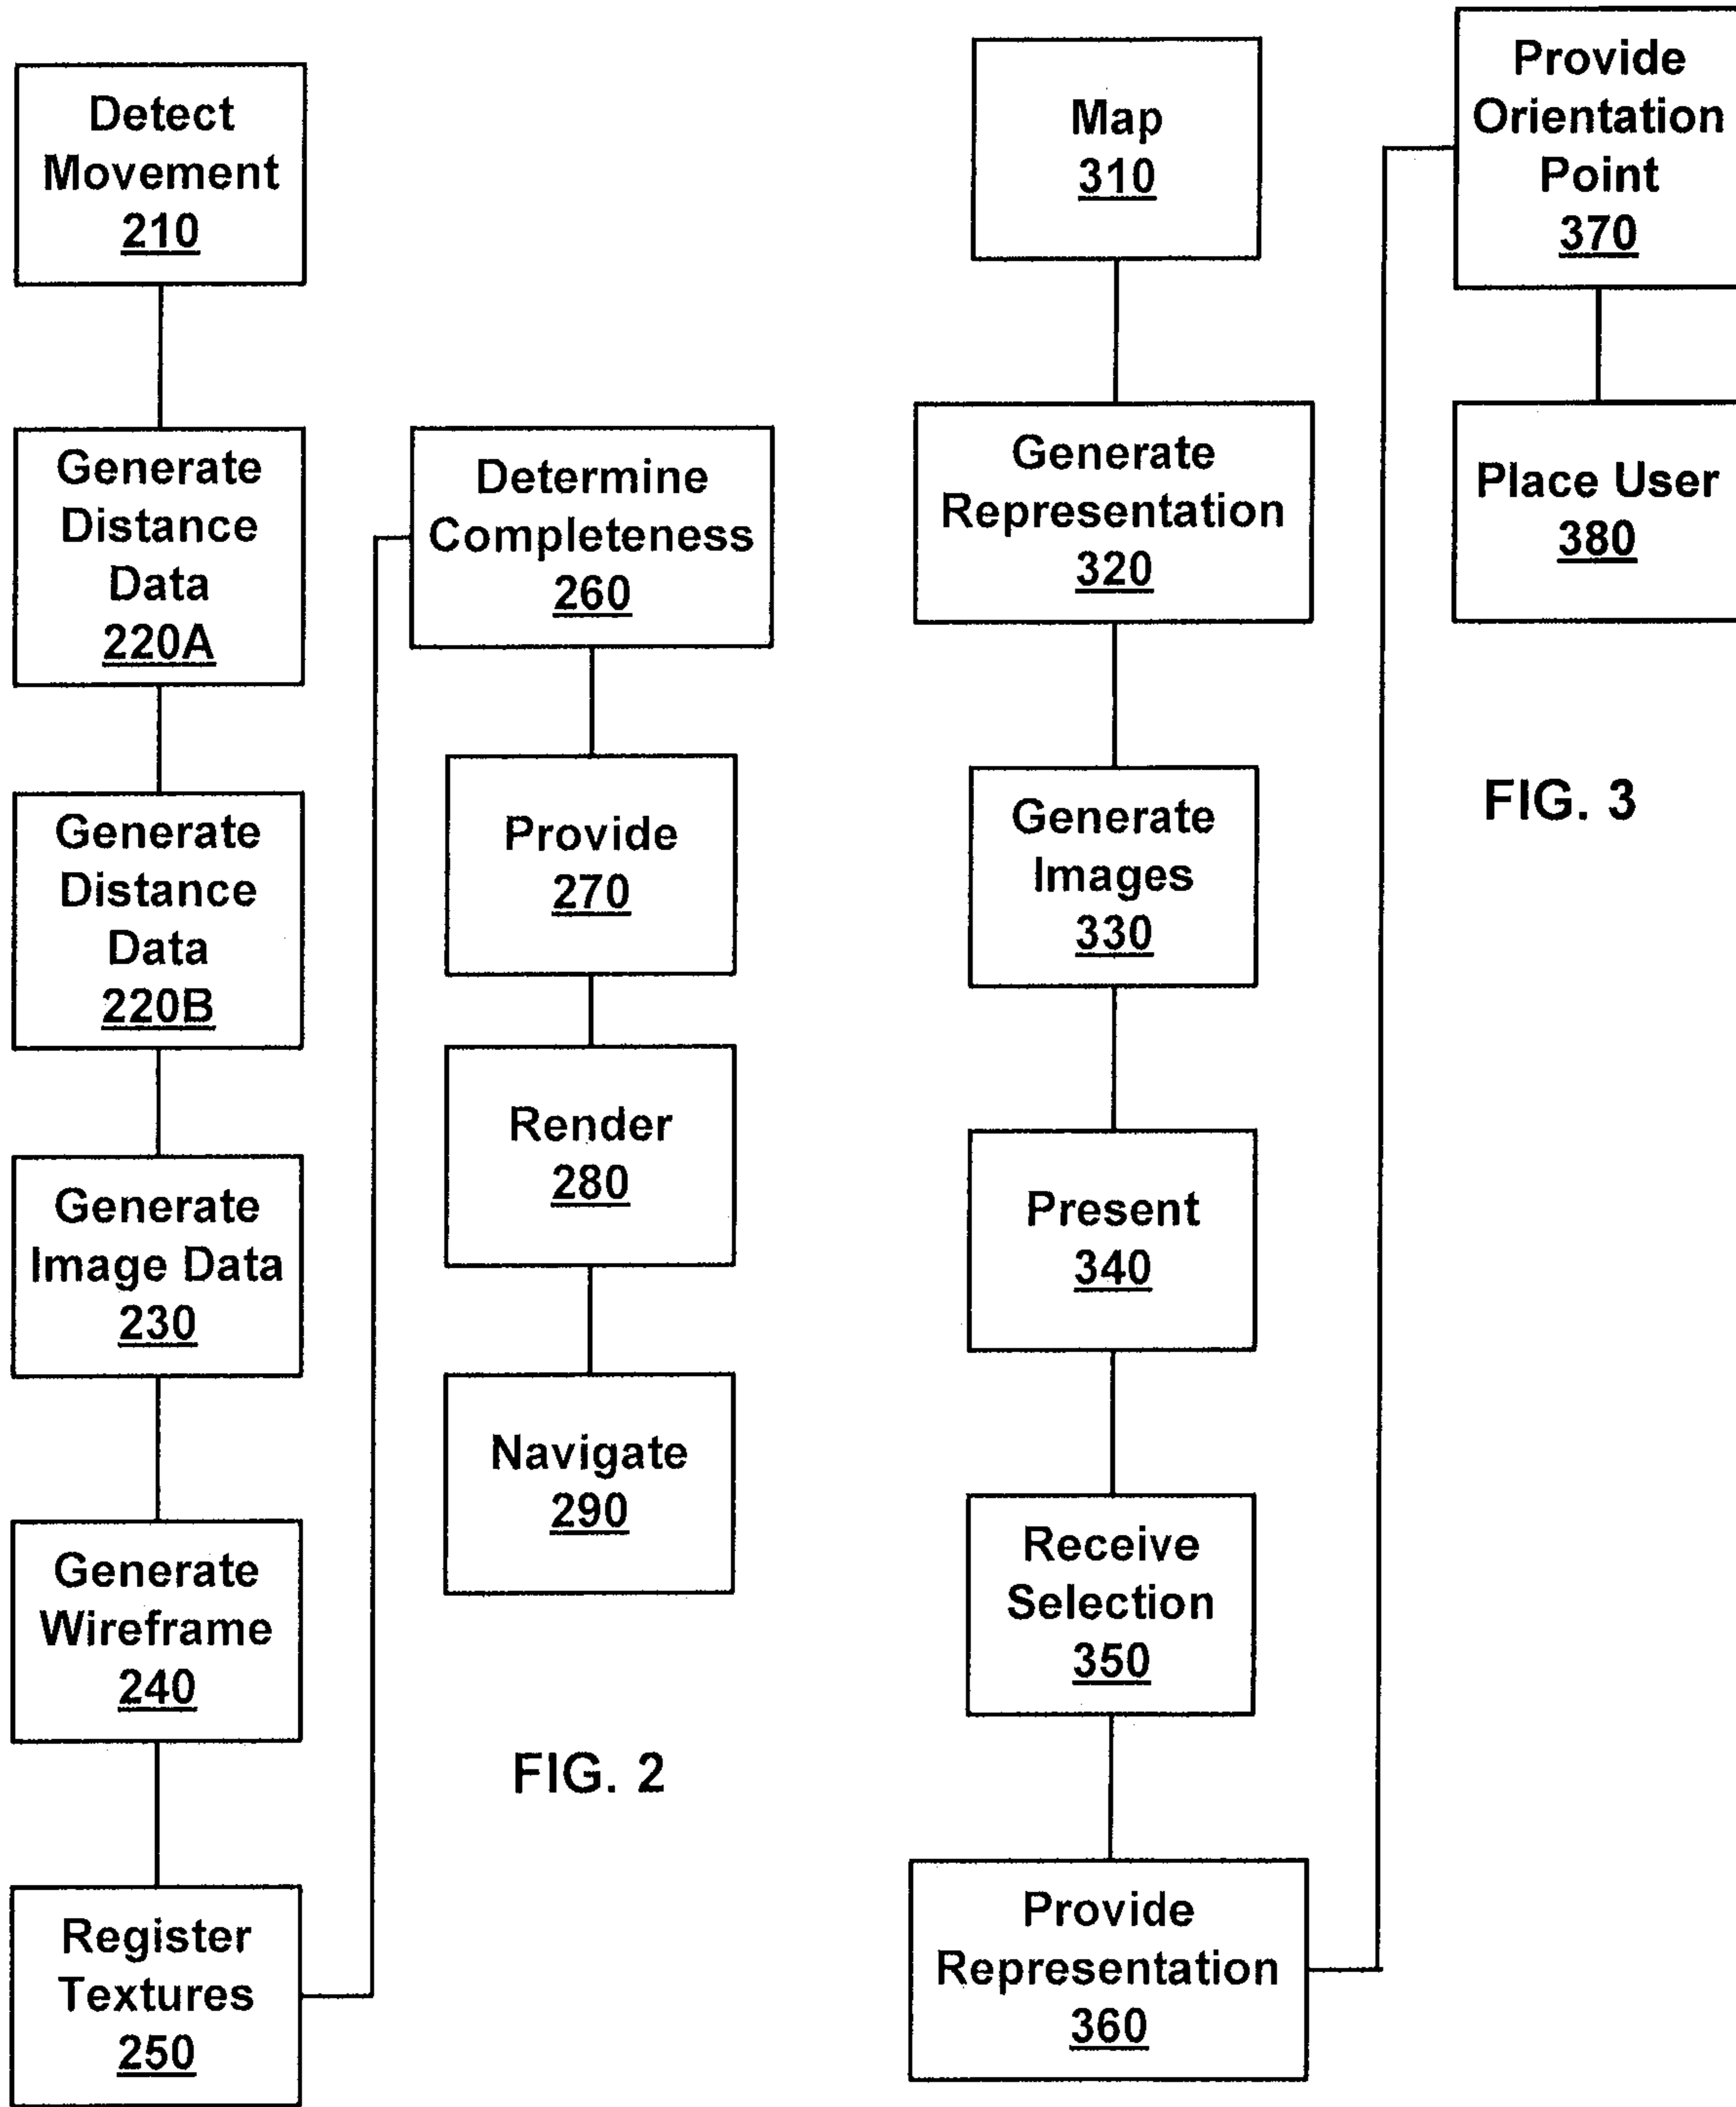 Detect
Movement
210
Generate
Distance
Data
220A
Generate
Distance
Data
220B
Generate
Image Data
230
Generate
Wireframe
240
Register
Textures
250
Determine
Completeness
260
Provide
270
Render
280
Navigate
290
FIG. 2
Map
310
Generate
Representation
320
Generate
Images
330
Present
340
Receive
Selection
350
Provide
Representation
360
Provide
Orientation
Point
370
Place User
380
FIG. 3